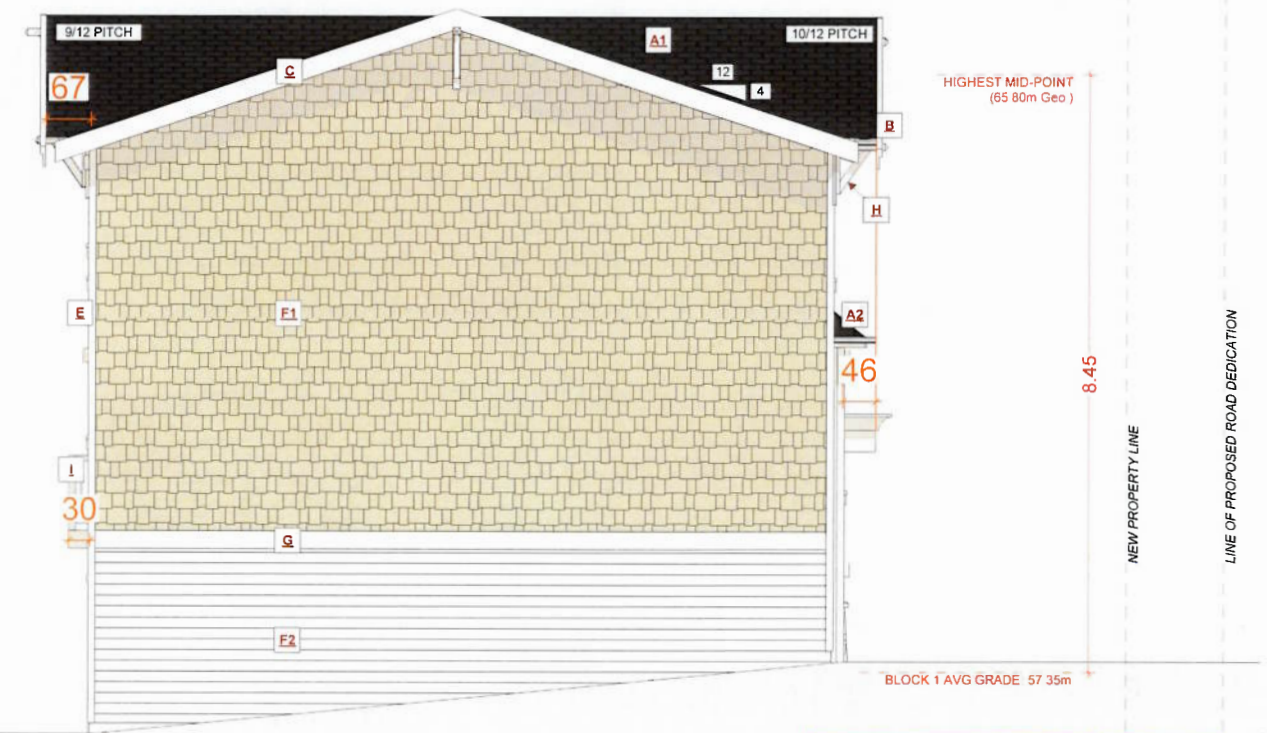 9/12 PITCH
A1
10/12 PITCH
C
12
4
67
HIGHEST MID-POINT
(65 80m Geo )
B
H
E
F1
A2
46
8.45
I
30
G
F2
NEW PROPERTY LINE
LINE OF PROPOSED ROAD DEDICATION
BLOCK 1 AVG GRADE 57 35m